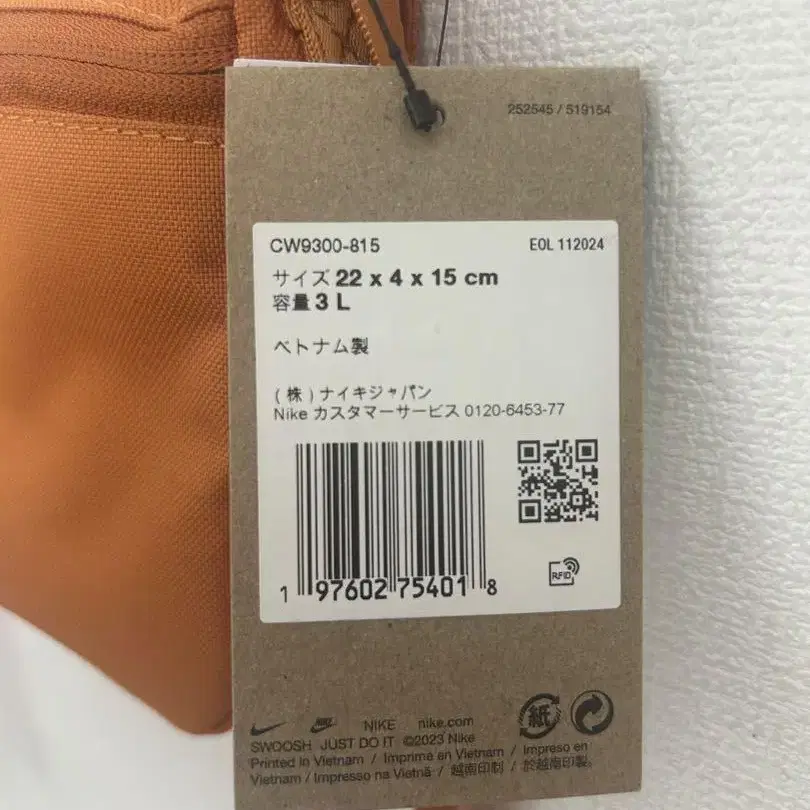 252545 / 519154
CW9300-815
EOL 112024
サイズ 22 x 4 x 15 cm
容量 3 L
ベトナム製
(株)ナイキジャパン
Nike カスタマーサービス 0120-6453-77
1 97602 75401 8
RFID
NIKE nike.com
SWOOSH JUST DO IT ©2023 Nike
Printed in Vietnam / Imprimé en Vietnam / Impreso en
Vietnam / Impresso na Vietnã / 越南印制 / 於越南印製。
紙